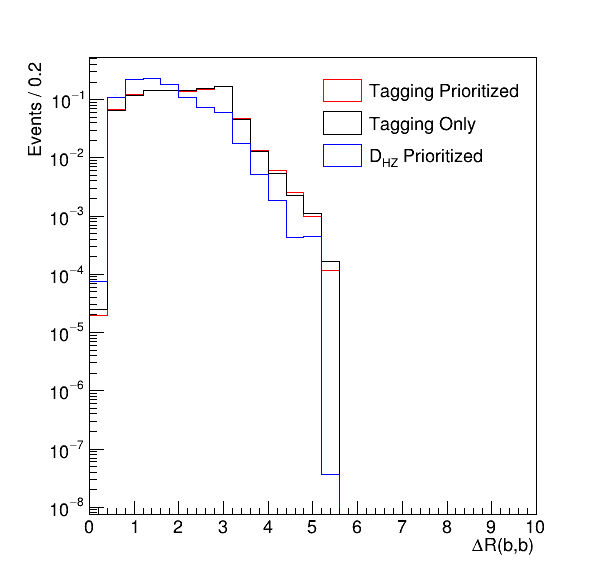 Events / 0.2
10⁻¹
10⁻²
10⁻³
10⁻⁴
10⁻⁵
10⁻⁶
10⁻⁷
10⁻⁸
Tagging Prioritized
Tagging Only
D_HZ Prioritized
0 1 2 3 4 5 6 7 8 9 10
ΔR(b,b)